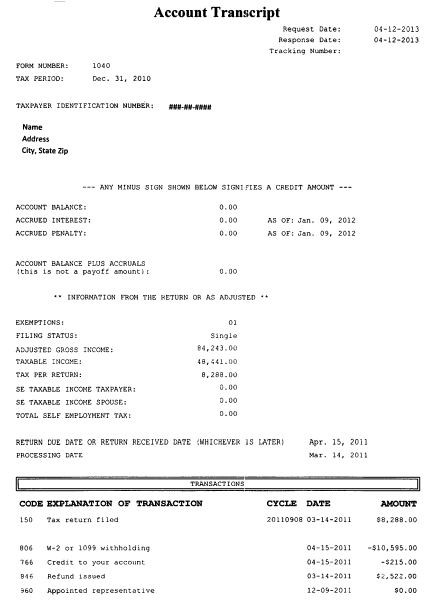 Account Transcript
Request Date: 04-12-2013
Response Date: 04-12-2013
Tracking Number:
FORM NUMBER: 1040
TAX PERIOD: Dec. 31, 2010
TAXPAYER IDENTIFICATION NUMBER: ###-##-####
Name
Address
City, State Zip
--- ANY MINUS SIGN SHOWN BELOW SIGNIFIES A CREDIT AMOUNT ---
ACCOUNT BALANCE: 0.00
ACCRUED INTEREST: 0.00 AS OF: Jan. 09, 2012
ACCRUED PENALTY: 0.00 AS OF: Jan. 09, 2012
ACCOUNT BALANCE PLUS ACCRUALS
(this is not a payoff amount): 0.00
** INFORMATION FROM THE RETURN OR AS ADJUSTED **
EXEMPTIONS: 01
FILING STATUS: Single
ADJUSTED GROSS INCOME: 84,243.00
TAXABLE INCOME: 48,441.00
TAX PER RETURN: 8,288.00
SE TAXABLE INCOME TAXPAYER: 0.00
SE TAXABLE INCOME SPOUSE: 0.00
TOTAL SELF EMPLOYMENT TAX: 0.00
RETURN DUE DATE OR RETURN RECEIVED DATE (WHICHEVER IS LATER) Apr. 15, 2011
PROCESSING DATE Mar. 14, 2011
TRANSACTIONS
CODE EXPLANATION OF TRANSACTION CYCLE DATE AMOUNT
150 Tax return filed 20110908 03-14-2011 $8,288.00
806 W-2 or 1099 withholding 04-15-2011 -$10,595.00
766 Credit to your account 04-15-2011 -$215.00
846 Refund issued 03-14-2011 $2,522.00
960 Appointed representative 12-09-2011 $0.00